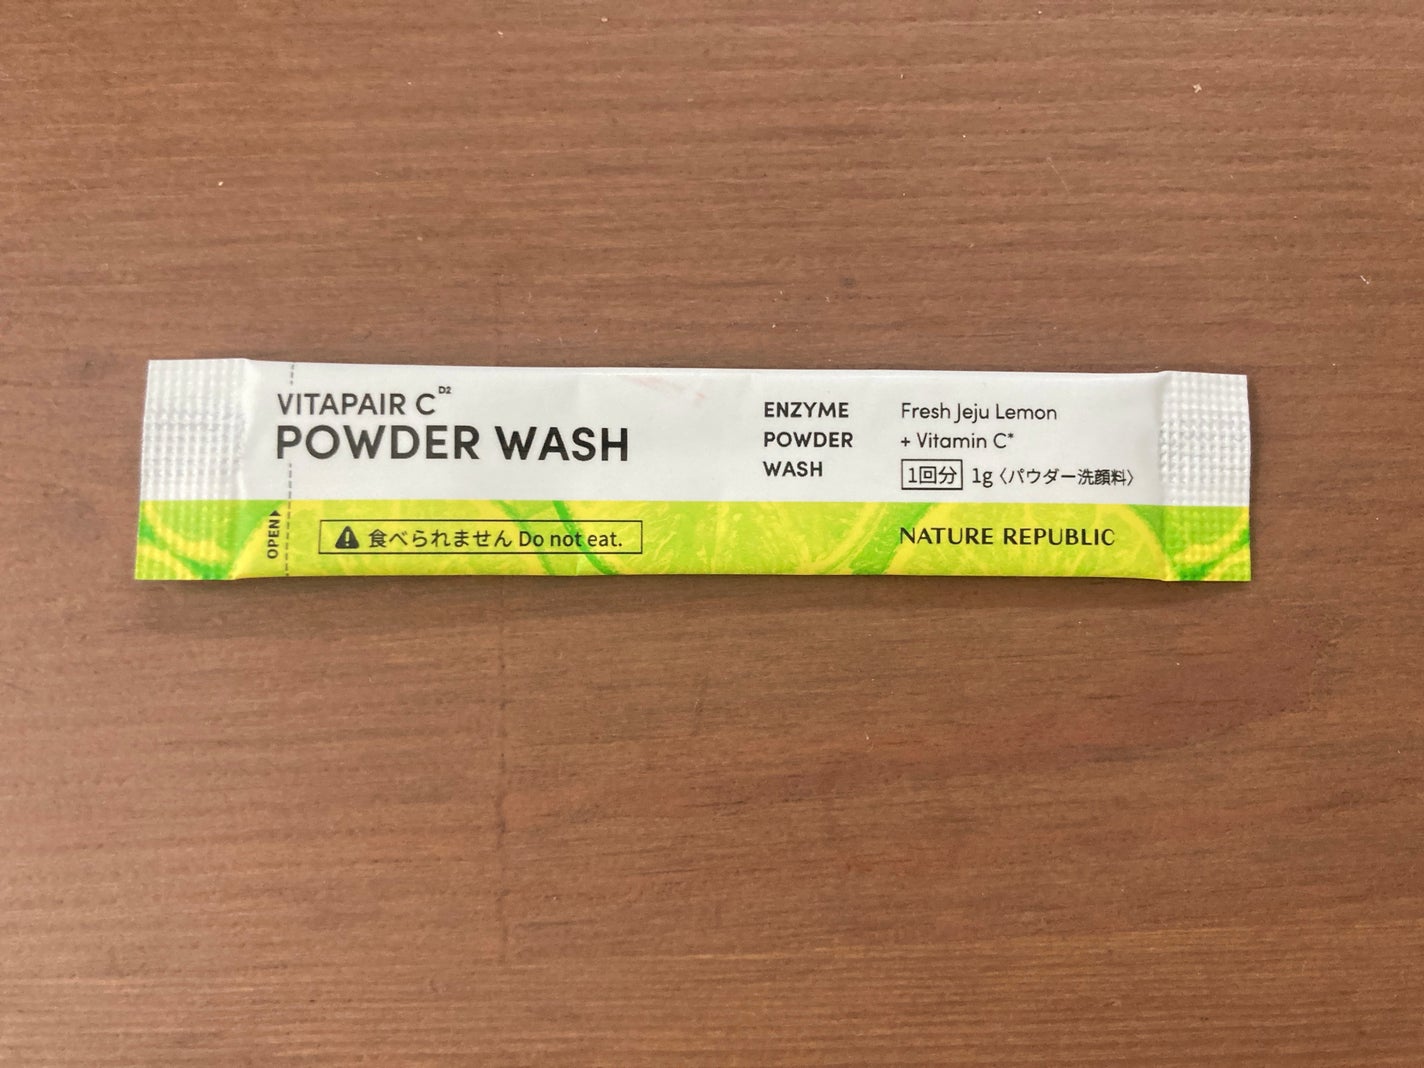 VITAPAIR C D2
POWDER WASH
ENZYME
POWDER
WASH
Fresh Jeju Lemon
+ Vitamin C*
1回分 1g〈パウダー洗顔料〉
OPEN▶
⚠ 食べられません Do not eat.
NATURE REPUBLIC